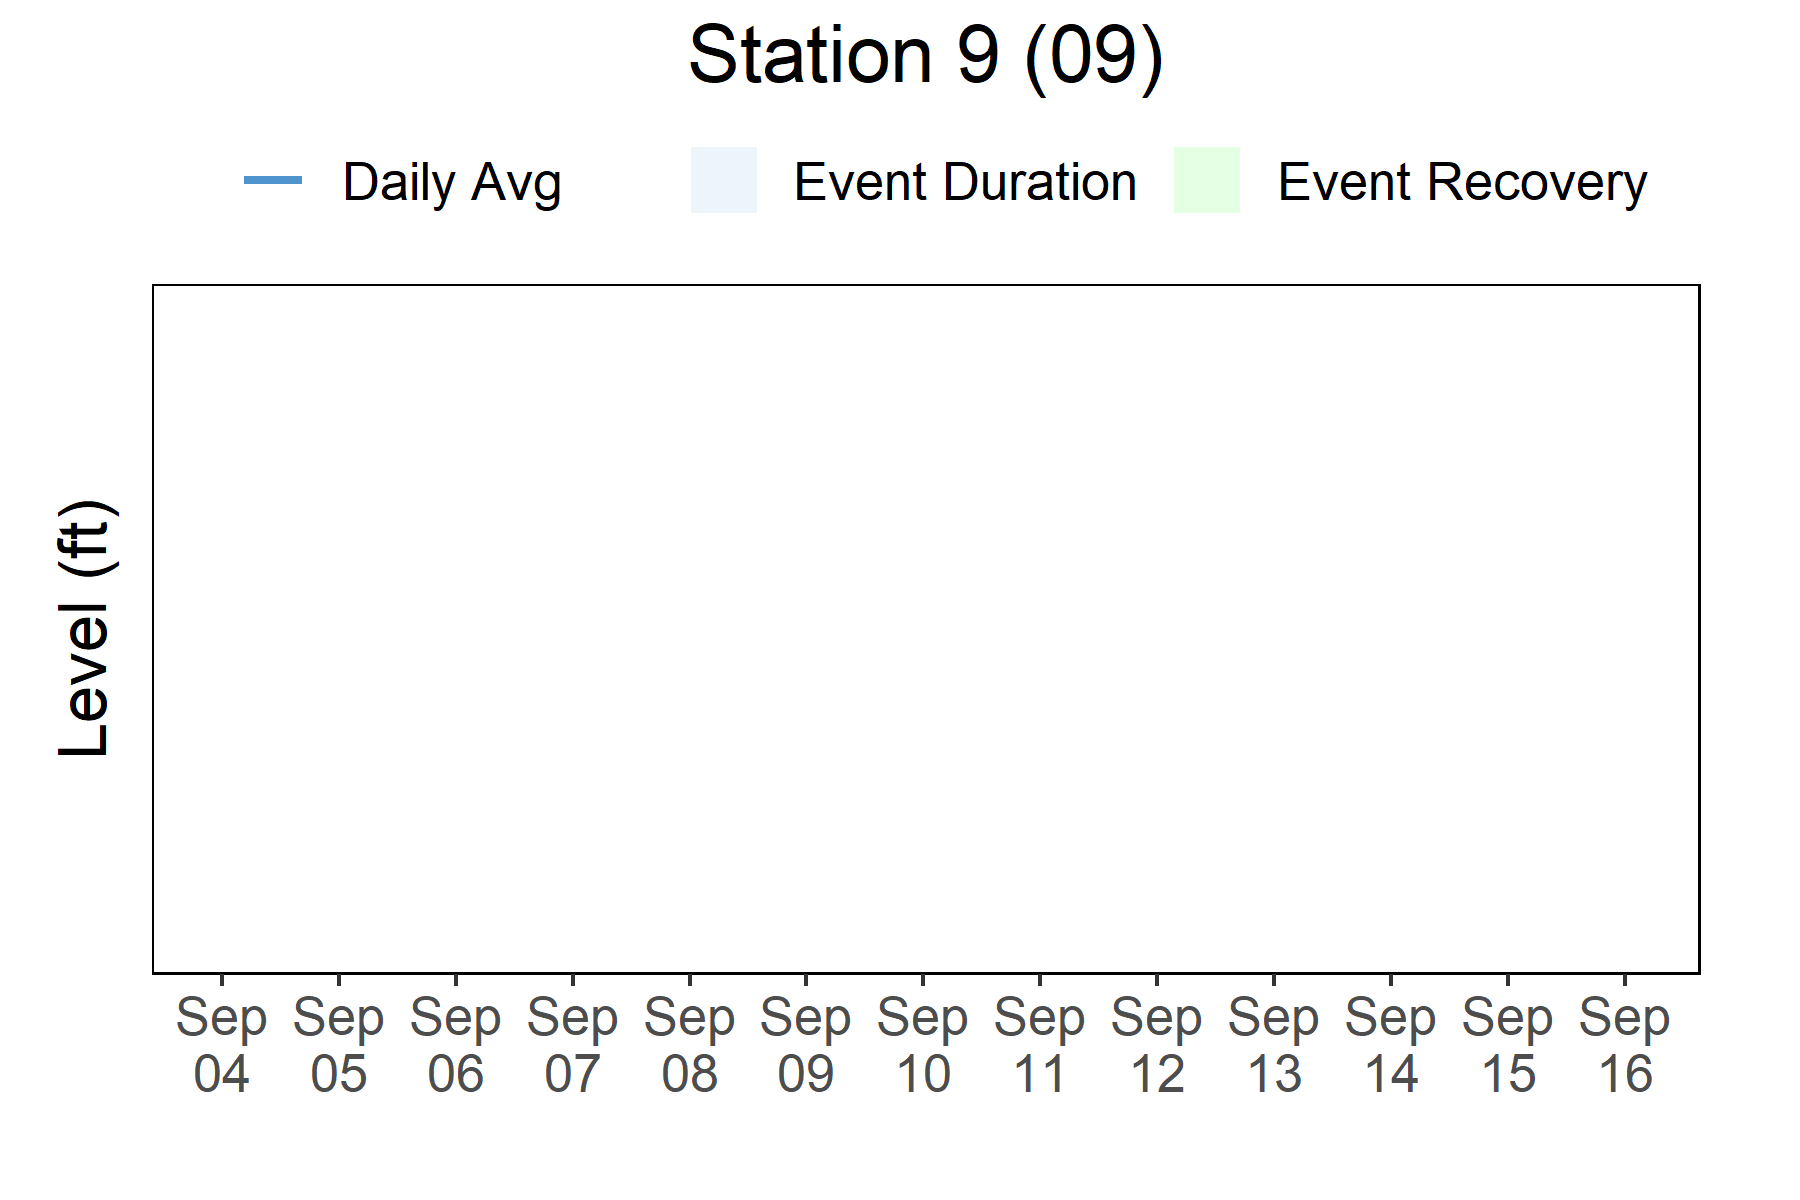 Station 9 (09)
Daily Avg Event Duration Event Recovery
Level (ft)
Sep Sep Sep Sep Sep Sep Sep Sep Sep Sep Sep Sep Sep
04 05 06 07 08 09 10 11 12 13 14 15 16